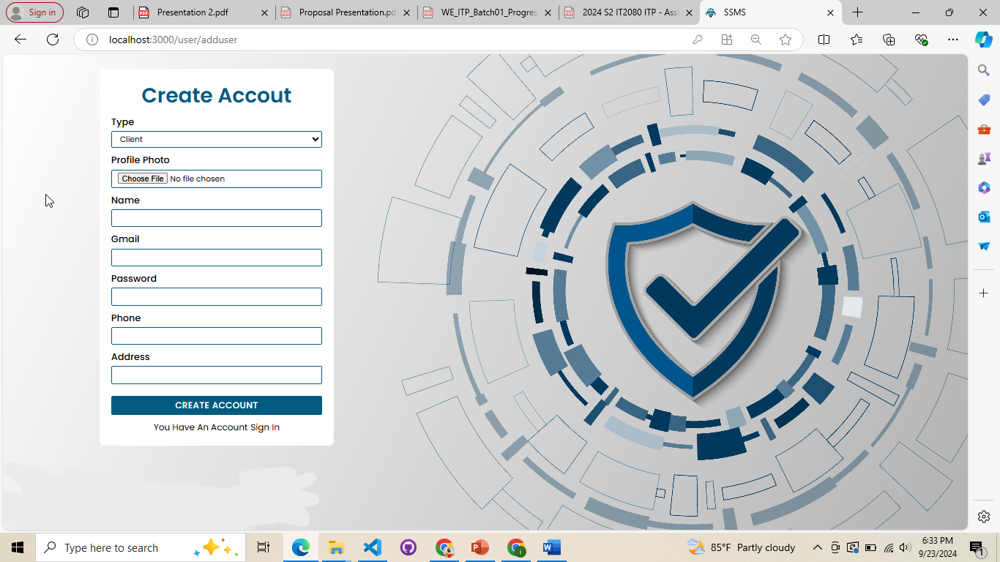 Sign in
Presentation 2.pdf
Proposal Presentation.pd
WE_ITP_Batch01_Progres
2024 S2 IT2080 ITP - Ass
SSMS
localhost:3000/user/adduser
Create Accout
Type
Client
Profile Photo
Choose File No file chosen
Name
Gmail
Password
Phone
Address
CREATE ACCOUNT
You Have An Account Sign In
Type here to search
85°F Partly cloudy
6:33 PM
9/23/2024
1